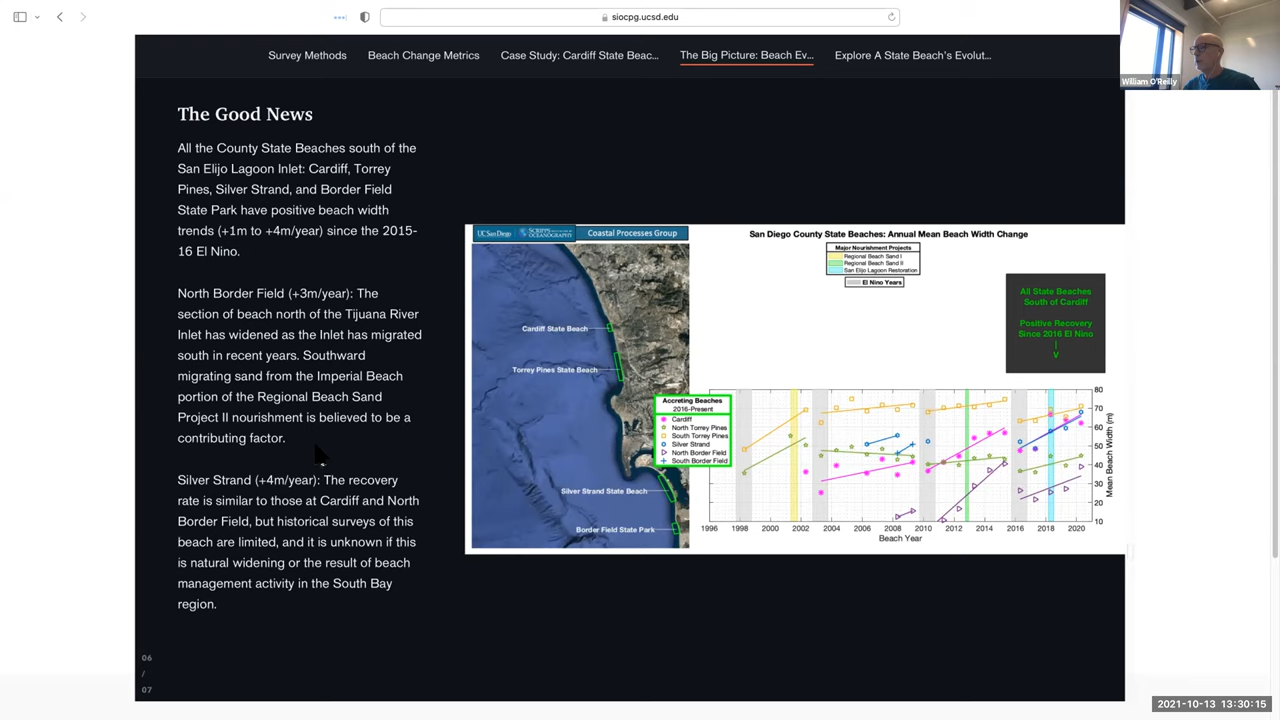 siocpg.ucsd.edu
William O'Reilly
Survey Methods
Beach Change Metrics
Case Study: Cardiff State Beac...
The Big Picture: Beach Ev...
Explore A State Beach's Evolut...
The Good News
All the County State Beaches south of the
San Elijo Lagoon Inlet: Cardiff, Torrey
Pines, Silver Strand, and Border Field
State Park have positive beach width
trends (+1m to +4m/year) since the 2015-
16 El Nino.
North Border Field (+3m/year): The
section of beach north of the Tijuana River
Inlet has widened as the Inlet has migrated
south in recent years. Southward
migrating sand from the Imperial Beach
portion of the Regional Beach Sand
Project II nourishment is believed to be a
contributing factor.
Silver Strand (+4m/year): The recovery
rate is similar to those at Cardiff and North
Border Field, but historical surveys of this
beach are limited, and it is unknown if this
is natural widening or the result of beach
management activity in the South Bay
region.
06
/
07
UC San Diego
SCRIPPS INSTITUTION OF OCEANOGRAPHY
Coastal Processes Group
Cardiff State Beach
Torrey Pines State Beach
Silver Strand State Beach
Border Field State Park
San Diego County State Beaches: Annual Mean Beach Width Change
Major Nourishment Projects
Regional Beach Sand I
Regional Beach Sand II
San Elijo Lagoon Restoration
El Nino Years
All State Beaches
South of Cardiff
Positive Recovery
Since 2016 El Nino
|
V
Accreting Beaches
2016-Present
Cardiff
North Torrey Pines
South Torrey Pines
Silver Strand
North Border Field
South Border Field
80
70
60
50
40
30
20
10
Mean Beach Width (m)
1996 1998 2000 2002 2004 2006 2008 2010 2012 2014 2016 2018 2020
Beach Year
2021-10-13 13:30:15